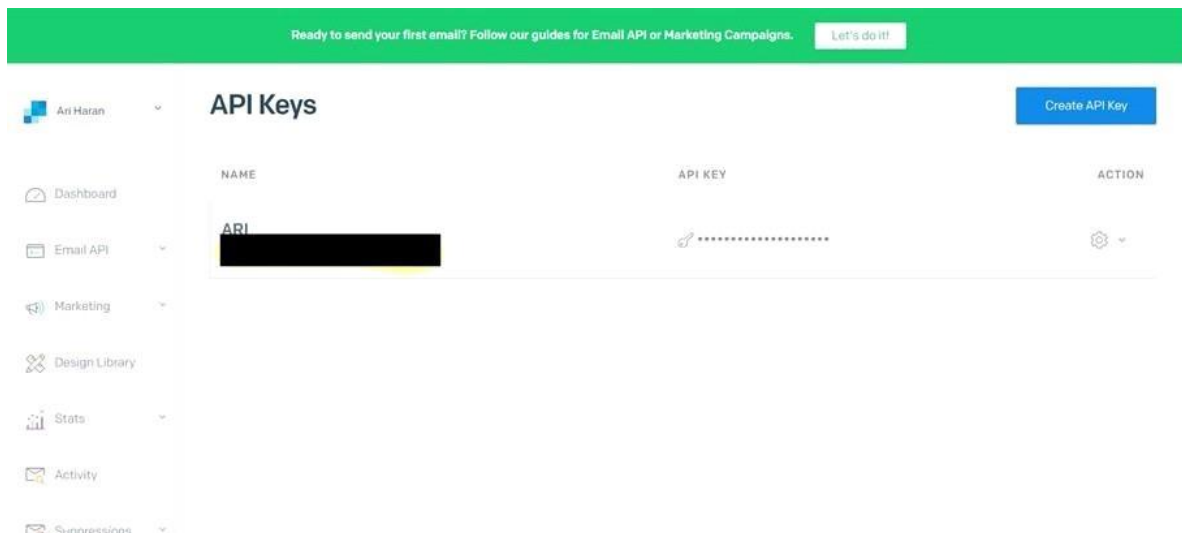 Ready to send your first email? Follow our guides for Email API or Marketing Campaigns. Let's do it!
Ari Haran
API Keys
Create API Key
NAME API KEY ACTION
Dashboard
ARI
Email API
••••••••••••••••••••
Marketing
Design Library
Stats
Activity
Suppressions